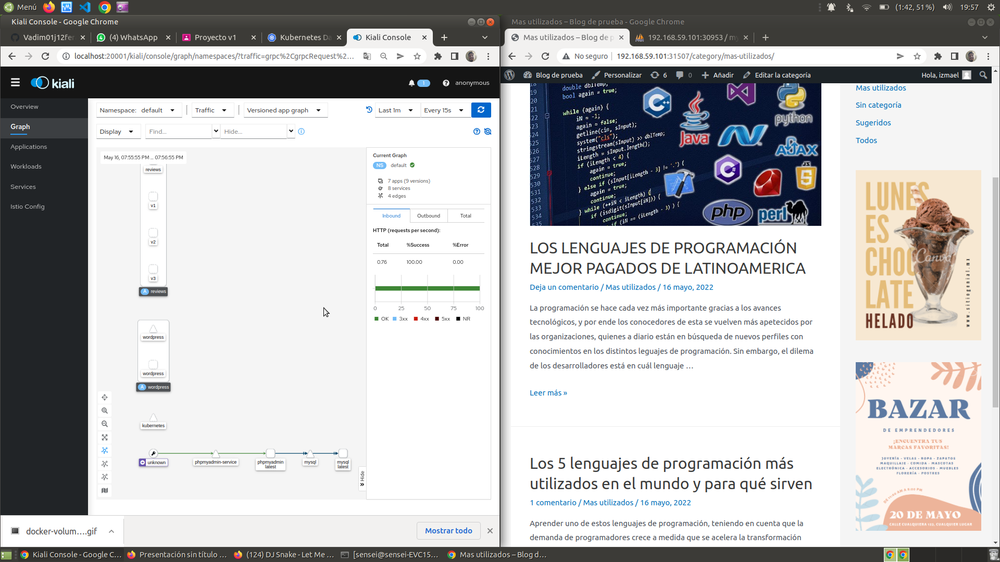 Menú
(1:42, 51%)
19:57
Kiali Console - Google Chrome
Vadim01j12fer
(4) WhatsApp
Proyecto v1
Kubernetes Da
Kiali Console
localhost:20001/kiali/console/graph/namespaces/?traffic=grpc%2CgrpcRequest%2...
kiali
1
anonymous
Overview
Graph
Applications
Workloads
Services
Istio Config
Namespace: default
Traffic
Versioned app graph
Last 1m
Every 15s
Display
Find...
Hide...
May 16, 07:55:55 PM ... 07:56:55 PM
reviews
v1
v2
v3
A reviews
wordpress
wordpress
A wordpress
kubernetes
unknown
phpmyadmin-service
phpmyadmin
latest
mysql
mysql
latest
Hide
Current Graph
NS default
7 apps (9 versions)
8 services
4 edges
Inbound
Outbound
Total
HTTP (requests per second):
Total %Success %Error
0.76 100.00 0.00
0 25 50 75 100
OK 3xx 4xx 5xx NR
docker-volum....gif
Mostrar todo
Mas utilizados – Blog de prueba - Google Chrome
Mas utilizados – Blog de p
192.168.59.101:30953 / my
No seguro
192.168.59.101:31507/category/mas-utilizados/
Blog de prueba
Personalizar
6
0
Añadir
Editar la categoría
Hola, izmael
double dblTemp;
bool again = true;
while (again) {
iN = -1;
again = false;
getline(cin, sInput);
system("cls");
stringstream(sInput) >> dblTemp;
iLength = sInput.length();
if (iLength < 4) {
again = true;
continue;
} else if (sInput[iLength - 3] != '.') {
again = true;
continue;
} while (++iN < iLength) {
if (isdigit(sInput[iN])) {
continue;
} else if (iN == (iLength - 3) ) {
continue;
C++
Java
python
AJAX
C#
5
php
perl
LOS LENGUAJES DE PROGRAMACIÓN
MEJOR PAGADOS DE LATINOAMERICA
Deja un comentario / Mas utilizados / 16 mayo, 2022
La programación se hace cada vez más importante gracias a los avances
tecnológicos, y por ende los conocedores de esta se vuelven más apetecidos por
las organizaciones, quienes a diario están en búsqueda de nuevos perfiles con
conocimientos en los distintos leguajes de programación. Sin embargo, el dilema
de los desarrolladores está en cuál lenguaje …
Leer más »
Los 5 lenguajes de programación más
utilizados en el mundo y para qué sirven
1 comentario / Mas utilizados / 16 mayo, 2022
Aprender uno de estos lenguajes de programación, teniendo en cuenta que la
demanda de programadores crece a medida que se acelera la transformación
Mas utilizados
Sin categoría
Sugeridos
Todos
LUNES
ES
CHOCO
LATE
HELADO
Canva
www.sitiogenial.mx
BAZAR
DE EMPRENDEDORES
¡ENCUENTRA TUS
MARCAS FAVORITAS!
JOYERÍA - VELAS - ROPA - ZAPATOS
MAQUILLAJE - COMIDA - MASCOTAS
ELECTRÓNICA - ACCESORIOS - MUEBLES
FLORERÍA - POSTRES
DE 11:00 AM A 8:00 PM
20 DE MAYO
CALLE CUALQUIERA 123, CUALQUIER LUGAR
Kiali Console - Google C...
Presentación sin título ...
(124) DJ Snake - Let Me ...
[sensei@sensei-EVC15...
Mas utilizados – Blog d...